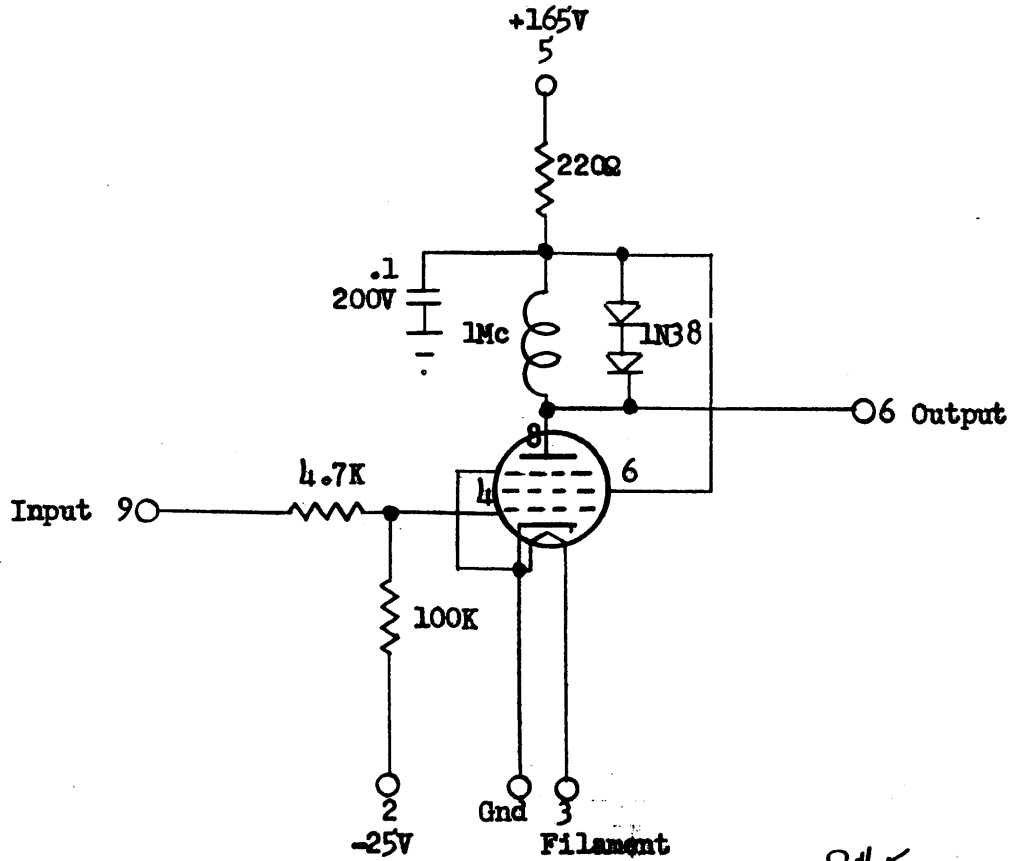 +165V
5
220Ω
.1
200V
1Mc
1N38
8
6 Output
6
4
4.7K
Input 9
100K
2
-25V
Gnd
3
Filament